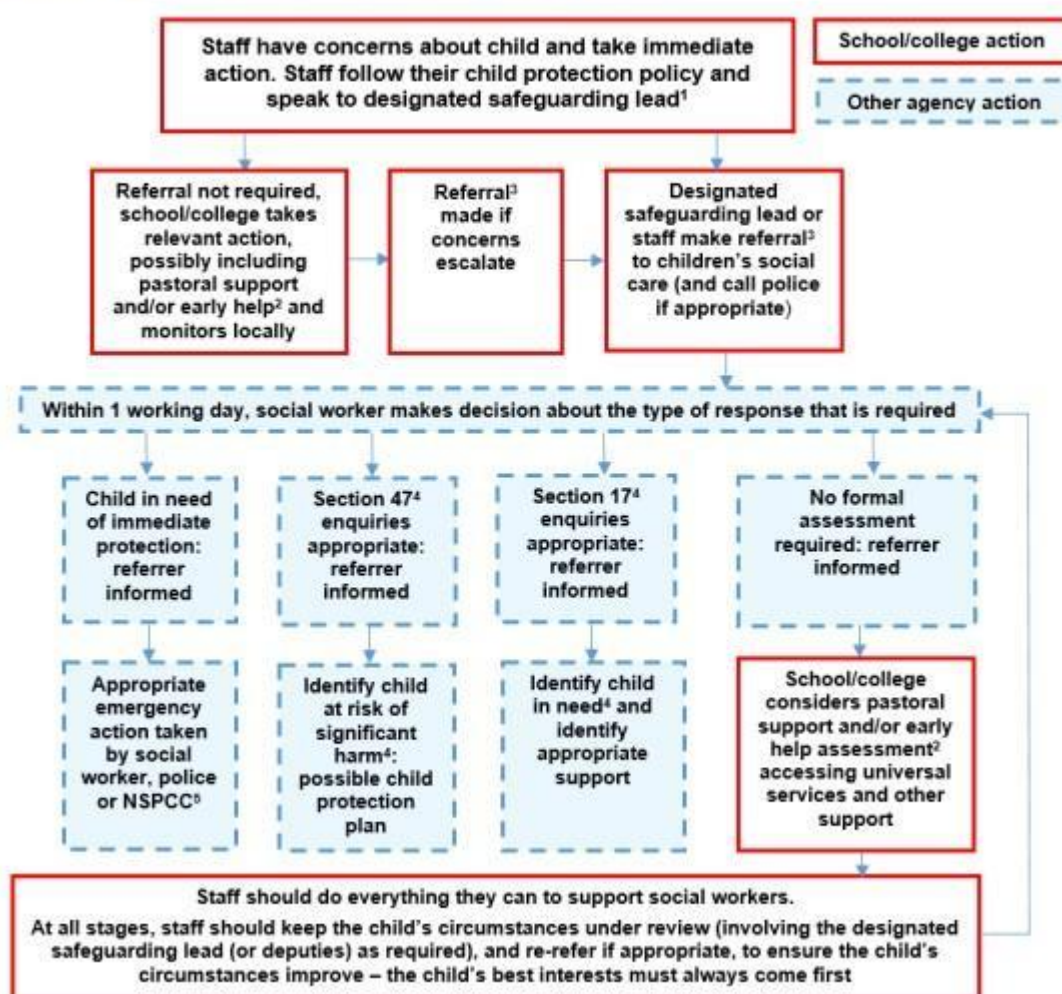 Staff have concerns about child and take immediate
action. Staff follow their child protection policy and
speak to designated safeguarding lead¹
School/college action
Other agency action
Referral not required,
school/college takes
relevant action,
possibly including
pastoral support
and/or early help² and
monitors locally
Referral³
made if
concerns
escalate
Designated
safeguarding lead or
staff make referral³
to children's social
care (and call police
if appropriate)
Within 1 working day, social worker makes decision about the type of response that is required
Child in need
of immediate
protection:
referrer
informed
Section 47⁴
enquiries
appropriate:
referrer
informed
Section 17⁴
enquiries
appropriate:
referrer
informed
No formal
assessment
required: referrer
informed
Appropriate
emergency
action taken
by social
worker, police
or NSPCC⁵
Identify child
at risk of
significant
harm⁴:
possible child
protection
plan
Identify child
in need⁴ and
identify
appropriate
support
School/college
considers pastoral
support and/or early
help assessment²
accessing universal
services and other
support
Staff should do everything they can to support social workers.
At all stages, staff should keep the child's circumstances under review (involving the designated
safeguarding lead (or deputies) as required), and re-refer if appropriate, to ensure the child's
circumstances improve – the child's best interests must always come first